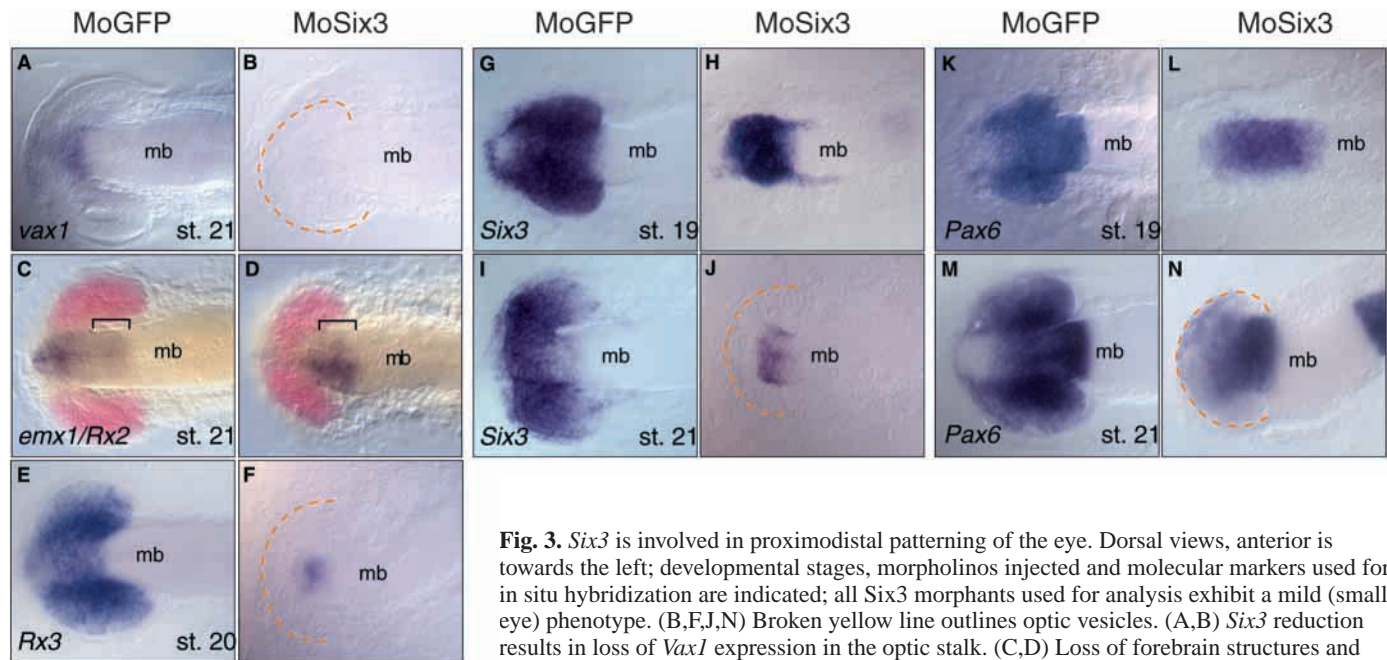 MoGFP MoSix3 MoGFP MoSix3 MoGFP MoSix3
A B G H K L
mb mb mb mb mb mb
vax1 st. 21 Six3 st. 19 Pax6 st. 19
C D I J M N
mb mb mb mb mb mb
emx1/Rx2 st. 21 Six3 st. 21 Pax6 st. 21
E F
mb mb
Rx3 st. 20
Fig. 3. Six3 is involved in proximodistal patterning of the eye. Dorsal views, anterior is
towards the left; developmental stages, morpholinos injected and molecular markers used for
in situ hybridization are indicated; all Six3 morphants used for analysis exhibit a mild (small
eye) phenotype. (B,F,J,N) Broken yellow line outlines optic vesicles. (A,B) Six3 reduction
results in loss of Vax1 expression in the optic stalk. (C,D) Loss of forebrain structures and